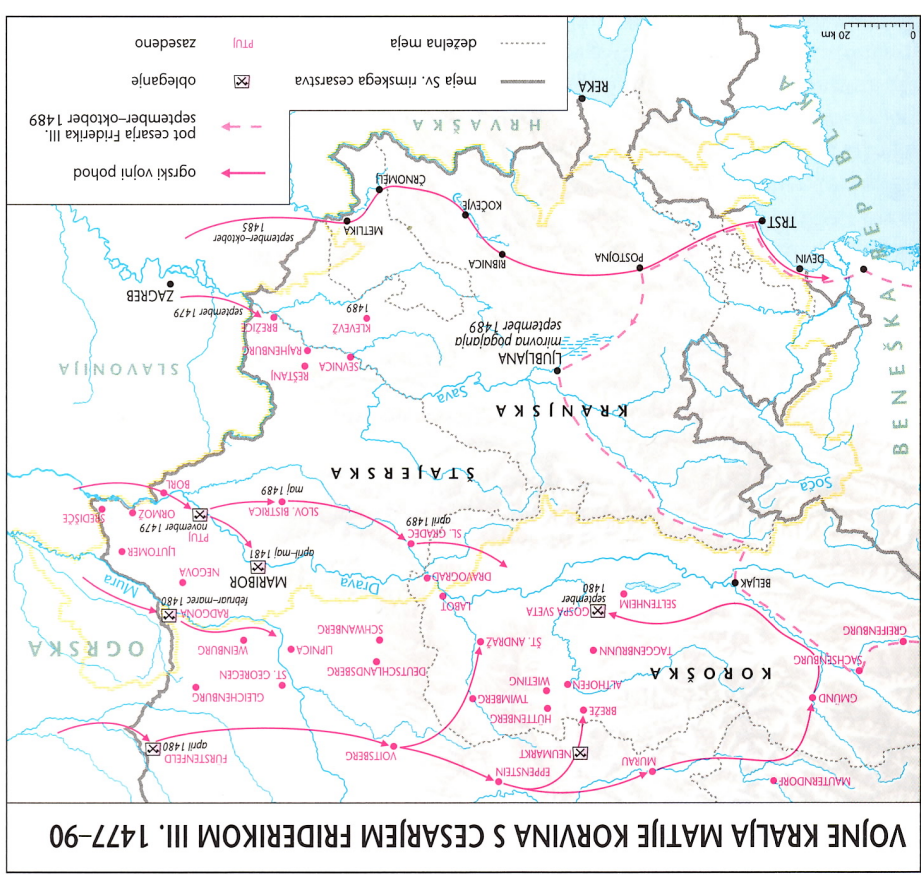 VOJNE KRALJA MATIJE KORVINA S CESARJEM FRIDERIKOM III. 1477–90
MAUTERNDORF
MURAU
EPPENSTEIN
NEUMARKT
VOITSBERG
FÜRSTENFELD
april 1480
GMÜND
BREŽE
HÜTTENBERG
TWIMBERG
ALTHOFEN
WIETING
ST. GEORGEN
GLEICHENBURG
KOROŠKA
SACHSENBURG
GREIFENBURG
TAGGENBRUNN
ŠT. ANDRAŽ
DEUTSCHLANDSBERG
SCHWANBERG
LIPNICA
WEINBURG
OGRSKA
GOSPA SVETA
september
1480
SELTENHEIM
BELJAK
LABOT
DRAVOGRAD
RADGONA
februar–marec
1480
Mura
NEGOVA
Drava
MARIBOR
april–maj 1481
LJUTOMER
SL. GRADEC
april 1489
SLOV. BISTRICA
maj 1489
PTUJ
november 1479
ORMOŽ
SREDIŠČE
BORL
Soča
ŠTAJERSKA
KRANJSKA
Sava
BENEŠKA REPUBLIKA
LJUBLJANA
mirovna pogajanja
september 1489
SEVNICA
REŠTANJ
RAJHENBURG
SLAVONIJA
KLEVEVŽ
1489
BREŽICE
september 1479
ZAGREB
DEVIN
TRST
POSTOJNA
RIBNICA
KOČEVJE
ČRNOMELJ
METLIKA
september–oktober
1485
HRVAŠKA
REKA
ogrski vojni pohod
pot cesarja Friderika III.
september–oktober 1489
meja Sv. rimskega cesarstva
obleganje
deželna meja
PTUJ
zasedeno
0
20 km